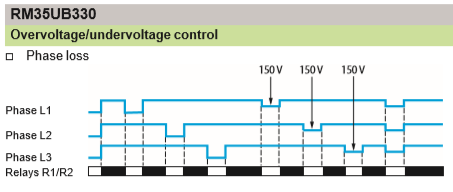 RM35UB330
Overvoltage/undervoltage control
Phase loss
150 V 150 V 150 V
Phase L1
Phase L2
Phase L3
Relays R1/R2